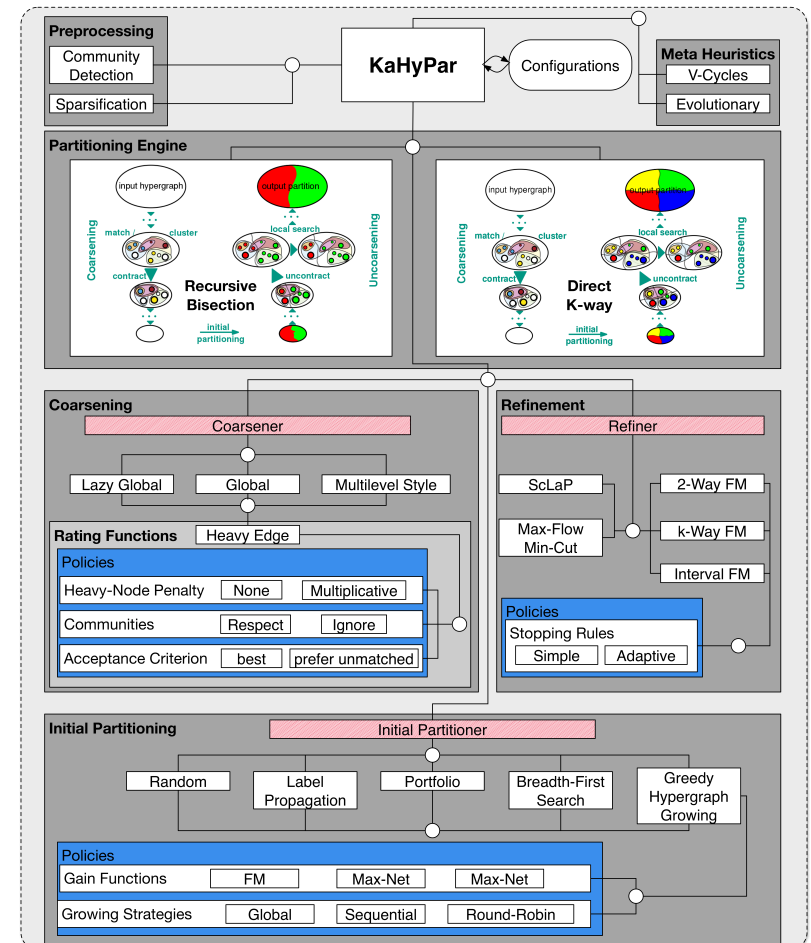 Preprocessing
Community
Detection
Sparsification
KaHyPar
Configurations
Meta Heuristics
V-Cycles
Evolutionary
Partitioning Engine
input hypergraph
output partition
match /
cluster
local search
Coarsening
Uncoarsening
contract
uncontract
Recursive
Bisection
initial
partitioning
input hypergraph
output partition
match /
cluster
local search
Coarsening
Uncoarsening
contract
uncontract
Direct
K-way
initial
partitioning
Coarsening
Coarsener
Lazy Global
Global
Multilevel Style
Rating Functions
Heavy Edge
Policies
Heavy-Node Penalty
None
Multiplicative
Communities
Respect
Ignore
Acceptance Criterion
best
prefer unmatched
Refinement
Refiner
ScLaP
2-Way FM
Max-Flow
Min-Cut
k-Way FM
Interval FM
Policies
Stopping Rules
Simple
Adaptive
Initial Partitioning
Initial Partitioner
Random
Label
Propagation
Portfolio
Breadth-First
Search
Greedy
Hypergraph
Growing
Policies
Gain Functions
FM
Max-Net
Max-Net
Growing Strategies
Global
Sequential
Round-Robin